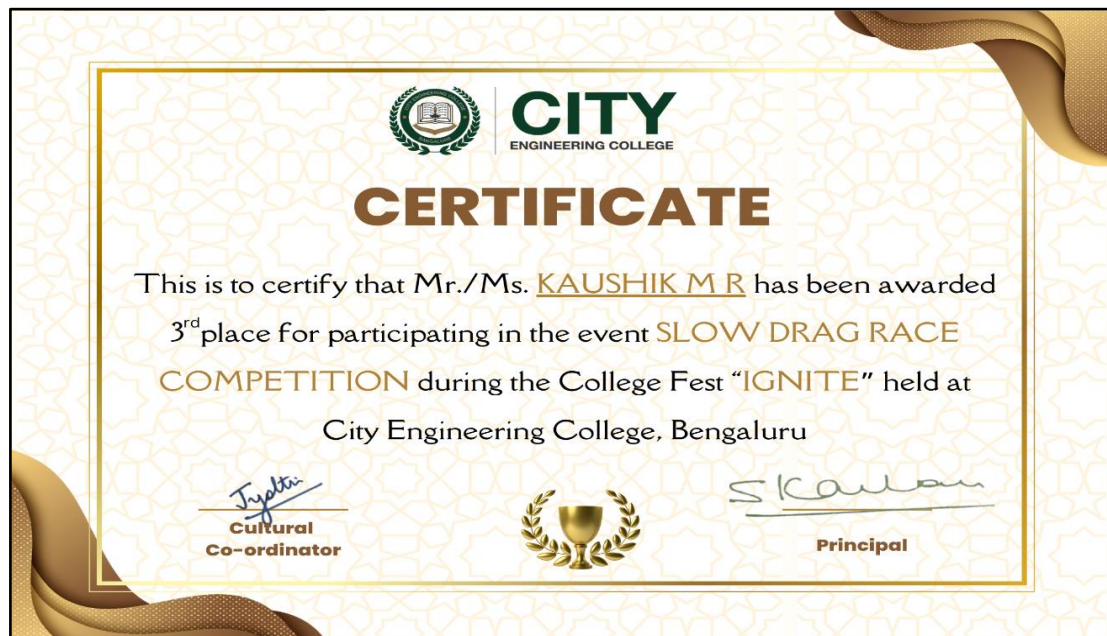 CITY
ENGINEERING COLLEGE
CERTIFICATE
This is to certify that Mr./Ms. KAUSHIK M R has been awarded
3rd place for participating in the event SLOW DRAG RACE
COMPETITION during the College Fest “IGNITE” held at
City Engineering College, Bengaluru
Jyothi
Cultural
Co-ordinator
Principal